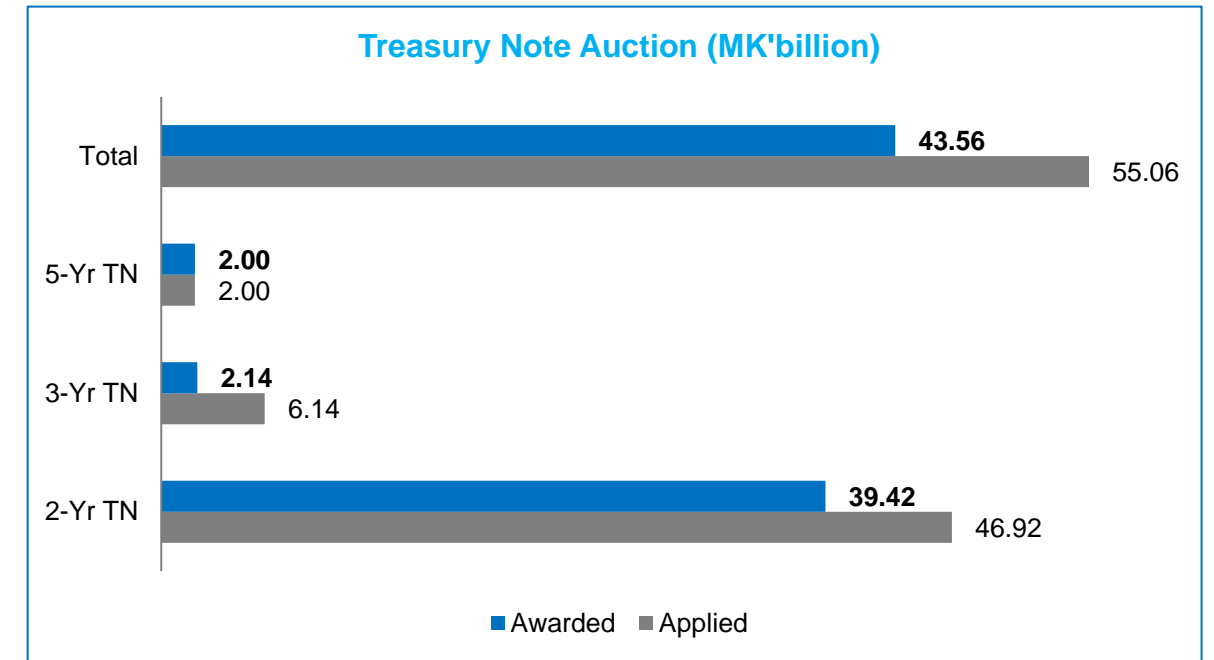 Treasury Note Auction (MK'billion)
Total
43.56
55.06
5-Yr TN
2.00
2.00
3-Yr TN
2.14
6.14
2-Yr TN
39.42
46.92
Awarded Applied